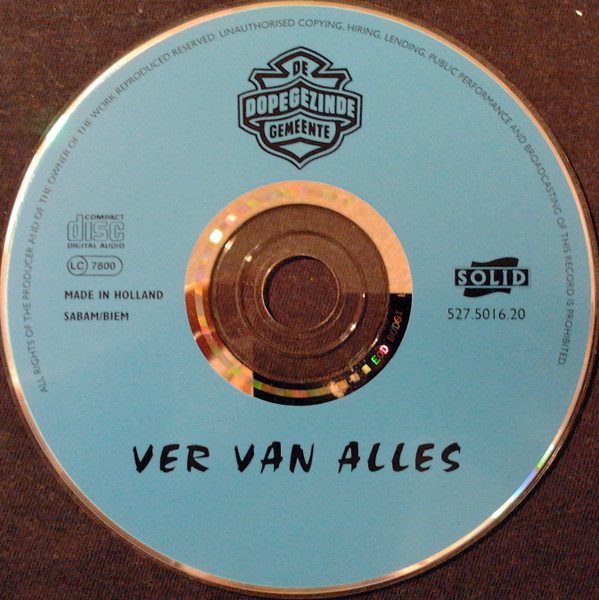 ALL RIGHTS OF THE PRODUCER AND OF THE OWNER OF THE WORK REPRODUCED RESERVED. UNAUTHORISED COPYING, HIRING, LENDING, PUBLIC PERFORMANCE AND BROADCASTING OF THIS RECORD IS PROHIBITED.
DE
DOPEGEZINDE
GEMEENTE
COMPACT
disc
DIGITAL AUDIO
LC 7800
MADE IN HOLLAND
SABAM/BIEM
SOLID
527.5016.20
VER VAN ALLES